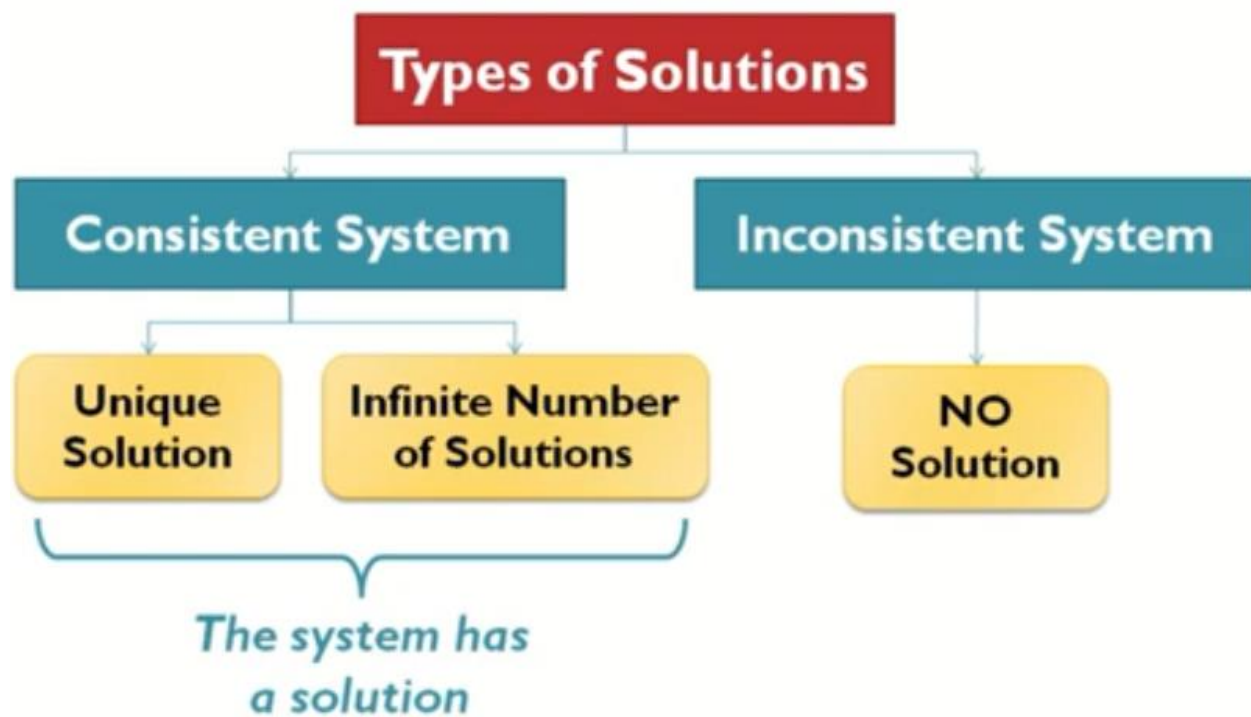 Types of Solutions
Consistent System
Inconsistent System
Unique
Solution
Infinite Number
of Solutions
NO
Solution
The system has
a solution